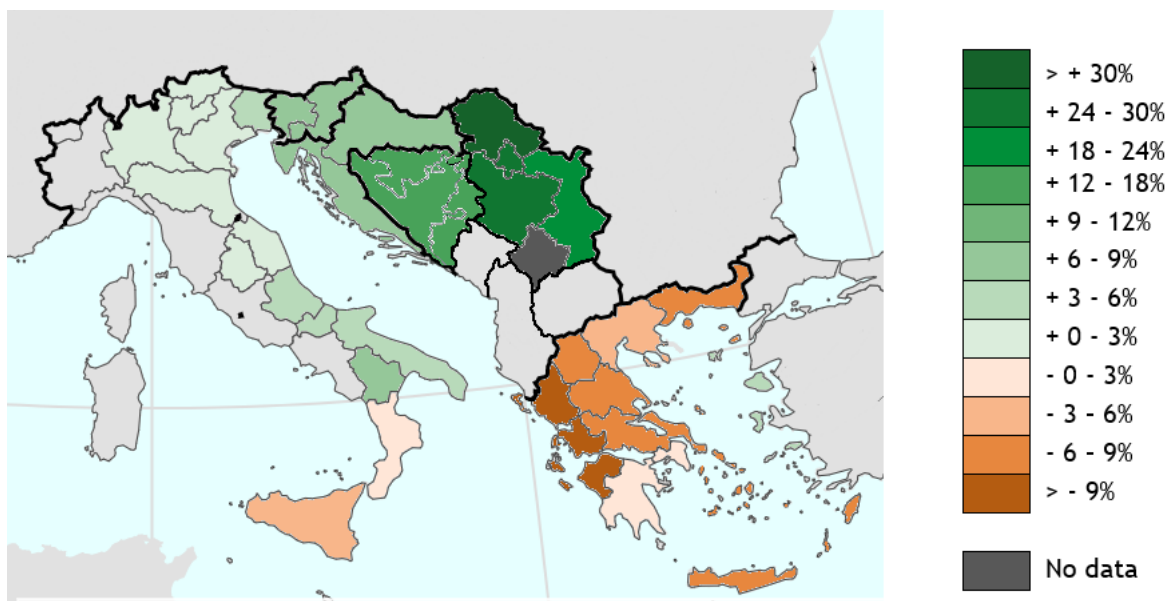 > + 30%
+ 24 - 30%
+ 18 - 24%
+ 12 - 18%
+ 9 - 12%
+ 6 - 9%
+ 3 - 6%
+ 0 - 3%
- 0 - 3%
- 3 - 6%
- 6 - 9%
> - 9%
No data